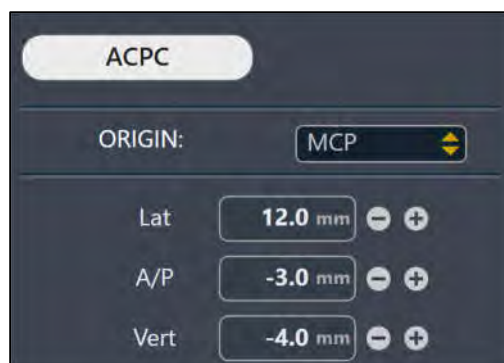 ACPC
ORIGIN: MCP
Lat 12.0 mm
A/P -3.0 mm
Vert -4.0 mm